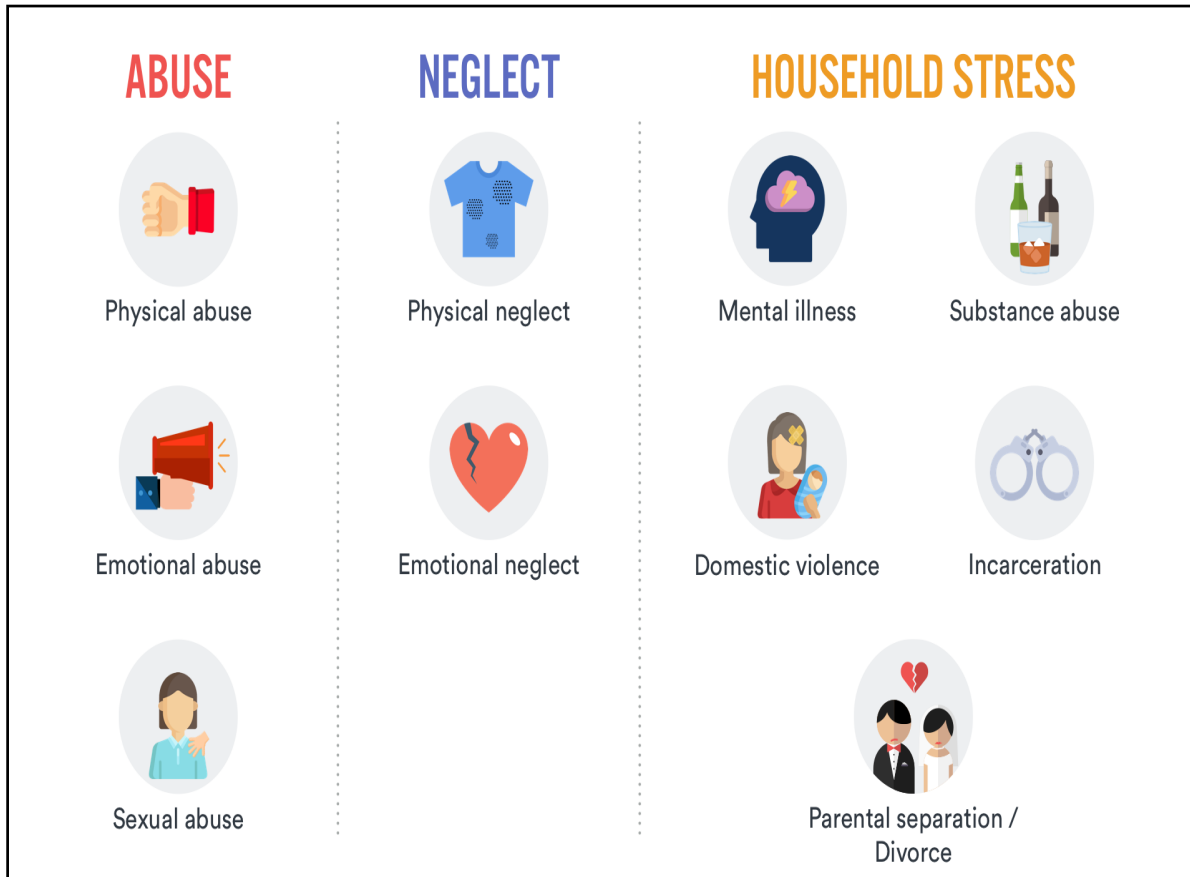 ABUSE
Physical abuse
Emotional abuse
Sexual abuse
NEGLECT
Physical neglect
Emotional neglect
HOUSEHOLD STRESS
Mental illness
Substance abuse
Domestic violence
Incarceration
Parental separation /
Divorce